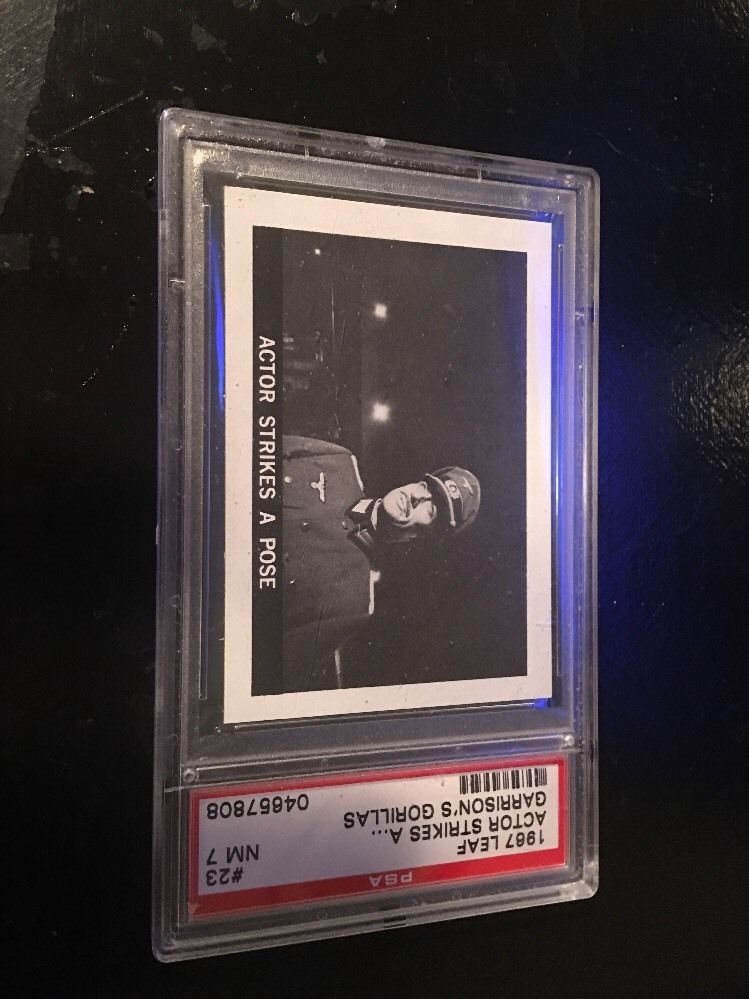 ACTOR STRIKES A POSE
PSA
1967 LEAF #23
ACTOR STRIKES A... NM 7
GARRISON'S GORILLAS
04657808